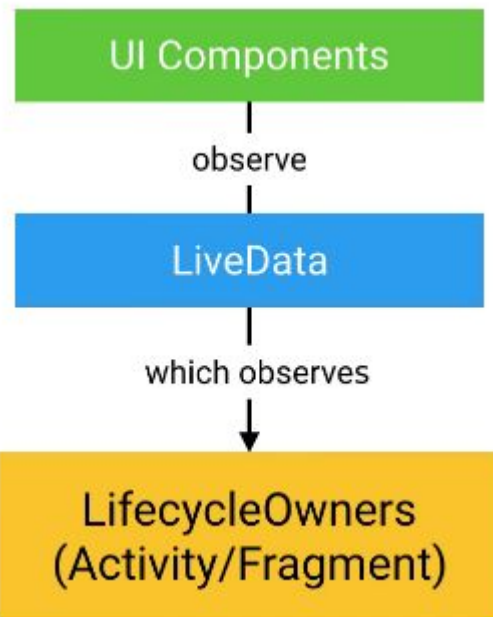 UI Components
observe
LiveData
which observes
LifecycleOwners
(Activity/Fragment)